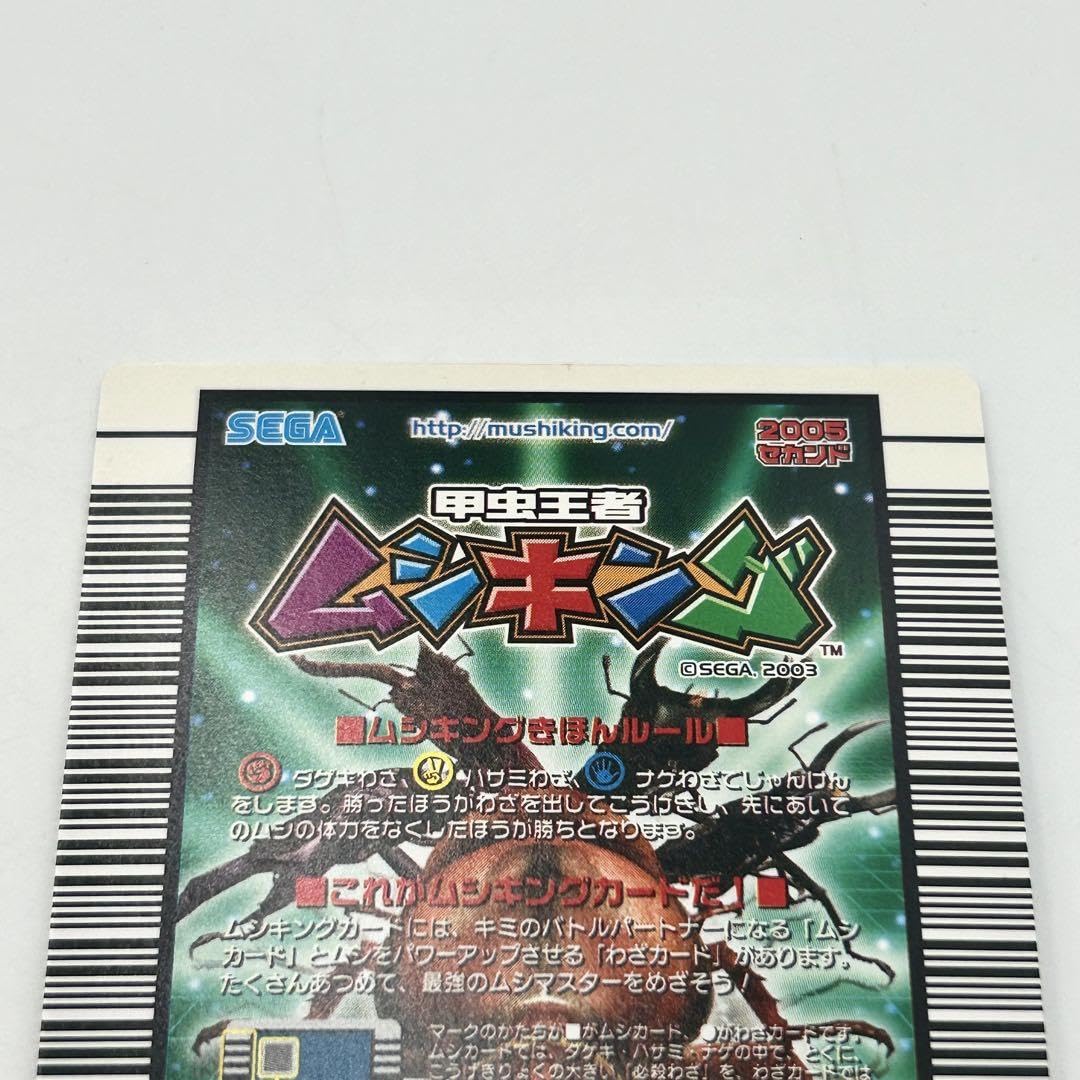 SEGA
http://mushiking.com/
2005
セカンド
甲虫王者
ムシキング
TM
©SEGA, 2003
■ムシキングきほんルール■
ダゲキわざ、ハサミわざ、ナゲわざでじゃんけん
をします。勝ったほうがわざを出してこうげきし、先にあいて
のムシの体力をなくしたほうが勝ちとなります。
■これがムシキングカードだ！■
ムシキングカードには、キミのバトルパートナーになる「ムシ
カード」とムシをパワーアップさせる「わざカード」があります。
たくさんあつめて、最強のムシマスターをめざそう！
マークのかたちが■がムシカード、●がわざカードです。
ムシカードでは、ダゲキ・ハサミ・ナゲの中で、とくに、
こうげきりょくの大きい「必殺わざ」を、わざカードでは